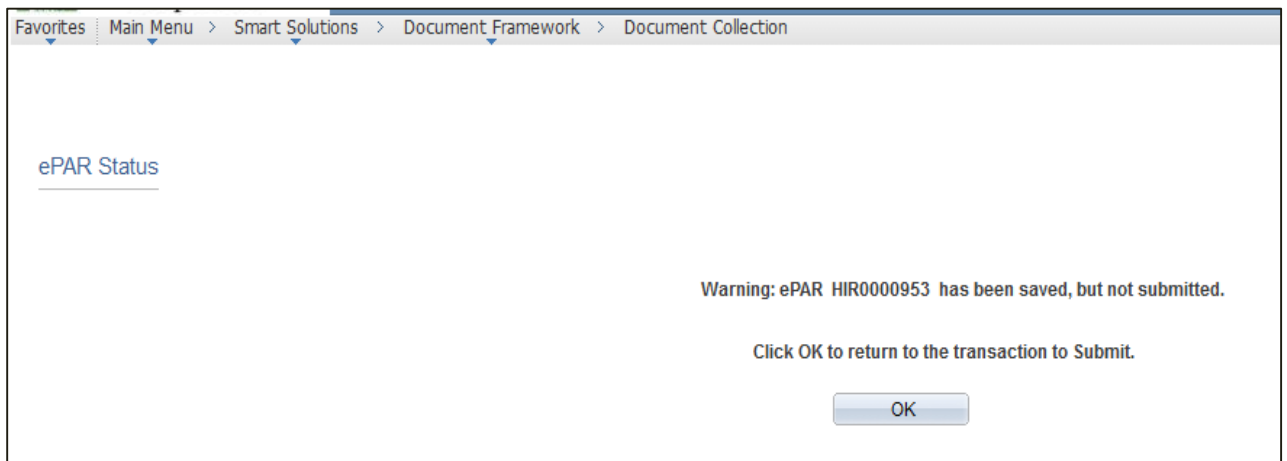 Favorites Main Menu > Smart Solutions > Document Framework > Document Collection
ePAR Status
Warning: ePAR HIR0000953 has been saved, but not submitted.
Click OK to return to the transaction to Submit.
OK